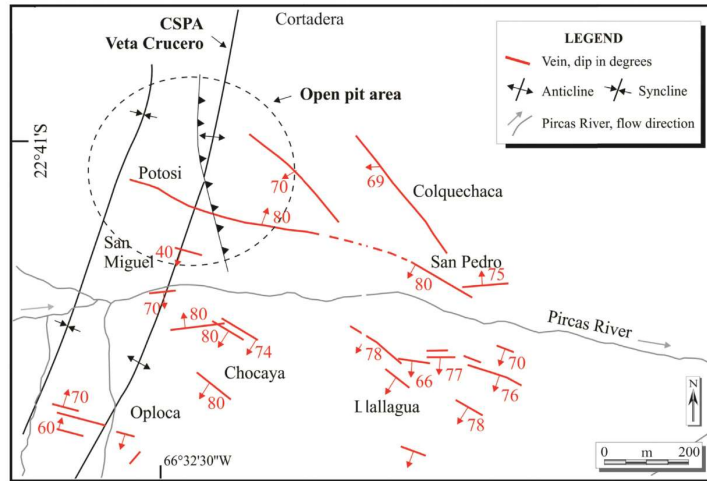 CSPA
Veta Crucero
Cortadera
LEGEND
Vein, dip in degrees
Anticline
Syncline
Pircas River, flow direction
Open pit area
22°41'S
Potosi
70
69
Colquechaca
80
San
Miguel
40
San Pedro
80
75
70
80
80
74
Chocaya
Pircas River
78
66
77
70
76
Llallagua
78
80
70
60
Oploca
N
66°32'30"W
0
m
200